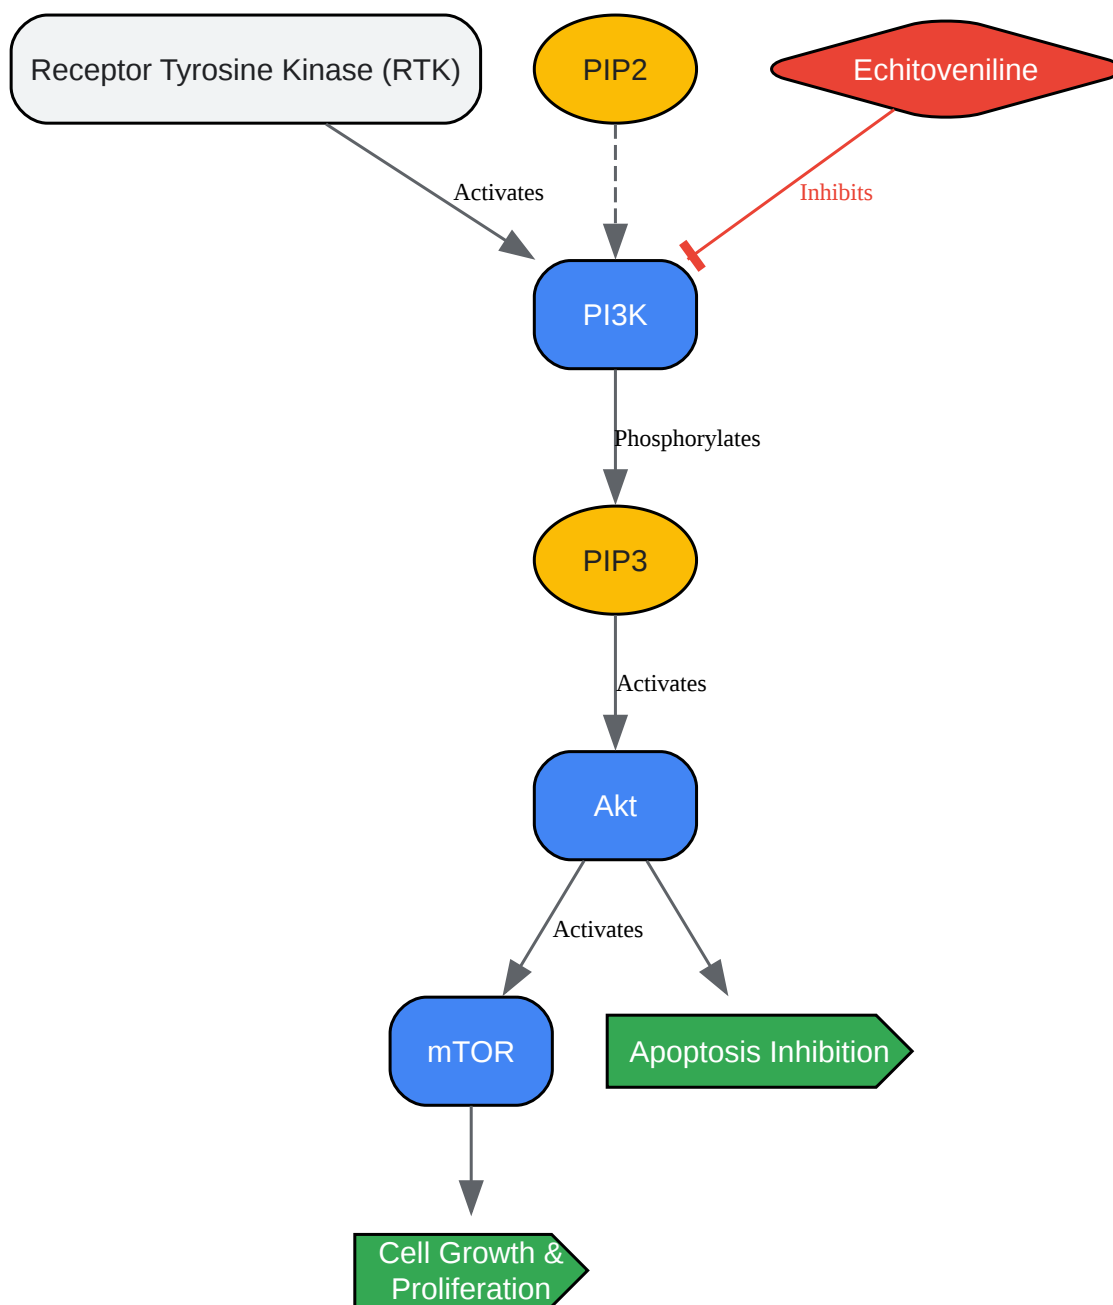 Receptor Tyrosine Kinase (RTK)
PIP2
Echitoveniline
Activates
Inhibits
PI3K
Phosphorylates
PIP3
Activates
Akt
Activates
mTOR
Apoptosis Inhibition
Cell Growth &
Proliferation